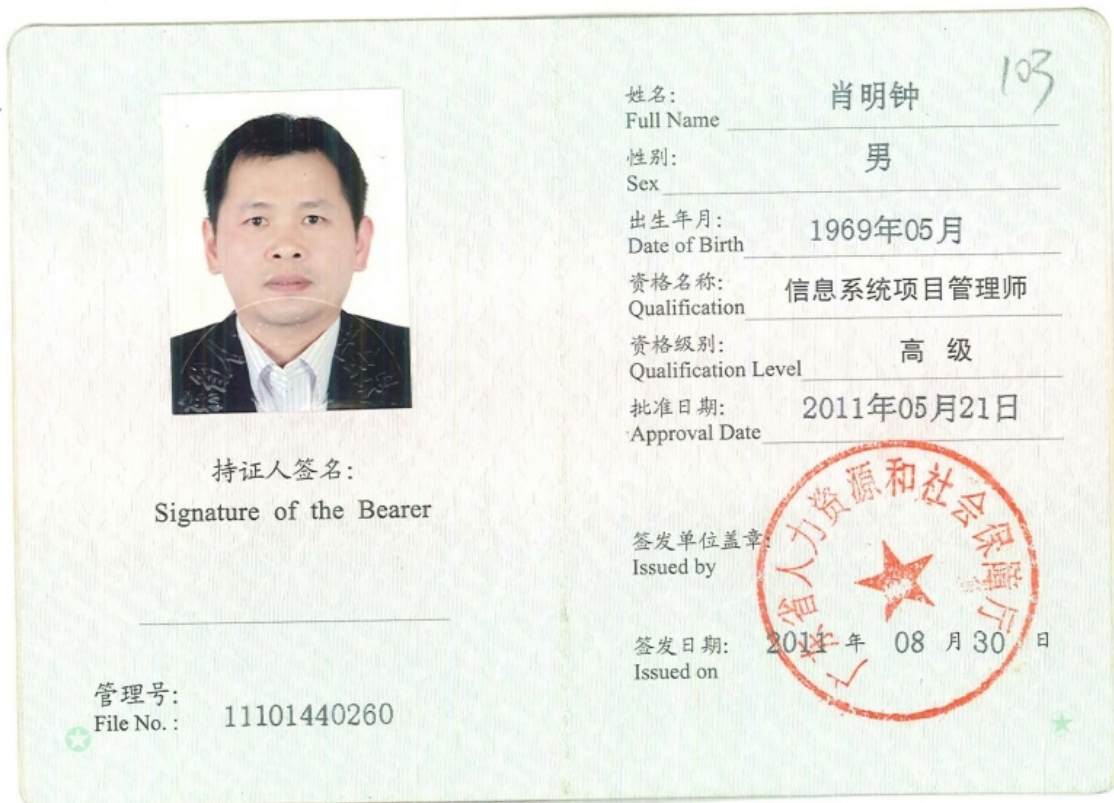 持证人签名:
Signature of the Bearer
管理号:
File No. : 11101440260
103
姓名: 肖明钟
Full Name
性别: 男
Sex
出生年月: 1969年05月
Date of Birth
资格名称: 信息系统项目管理师
Qualification
资格级别: 高 级
Qualification Level
批准日期: 2011年05月21日
Approval Date
签发单位盖章:
Issued by
广东省人力资源和社会保障厅
签发日期: 2011 年 08 月 30 日
Issued on